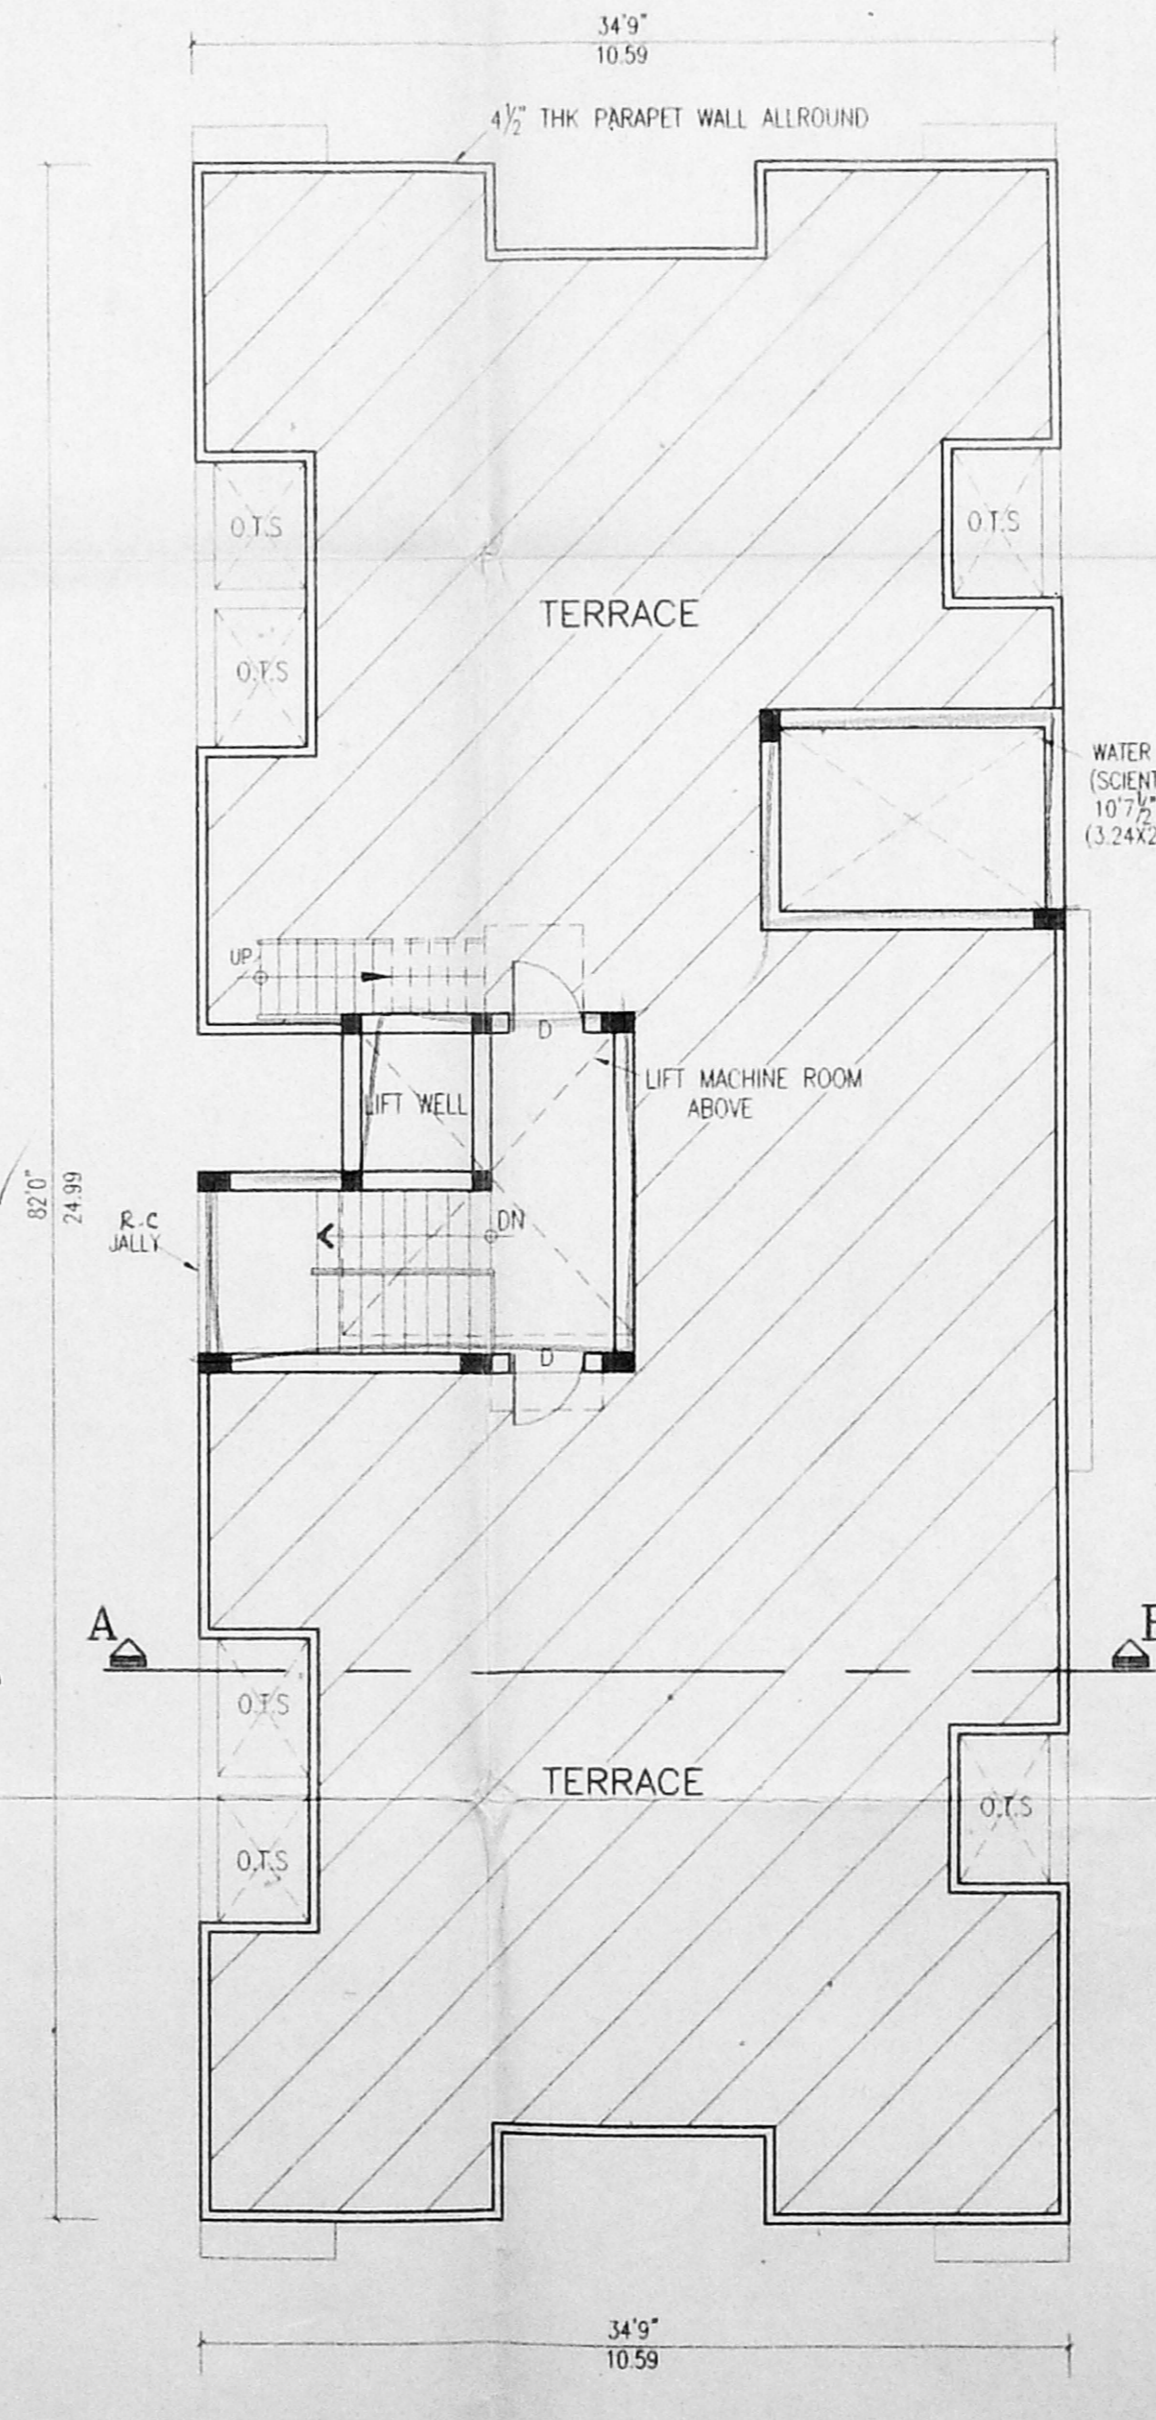 34'9"
10.59
4½" THK PARAPET WALL ALLROUND
O.T.S
O.T.S
TERRACE
O.T.S
WATER
(SCIENT
10'7½"
(3.24X2
UP
D
LIFT WELL
LIFT MACHINE ROOM
ABOVE
82'0"
24.99
R.C
JALLY
DN
D
A
O.T.S
TERRACE
O.T.S
O.T.S
34'9"
10.59